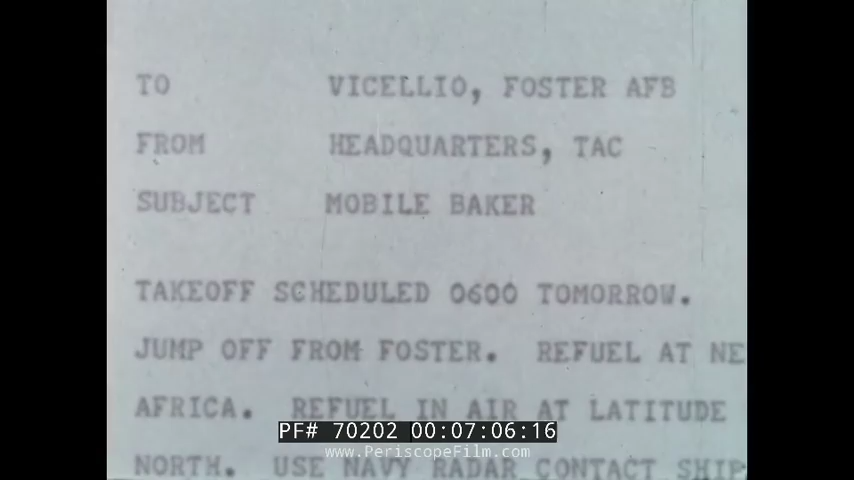 TO VICELLIO, FOSTER AFB
FROM HEADQUARTERS, TAC
SUBJECT MOBILE BAKER
TAKEOFF SCHEDULED 0600 TOMORROW.
JUMP OFF FROM FOSTER. REFUEL AT NE
AFRICA. REFUEL IN AIR AT LATITUDE
NORTH. USE NAVY RADAR CONTACT SHIP
PF# 70202 00:07:06:16
www.PeriscopeFilm.com